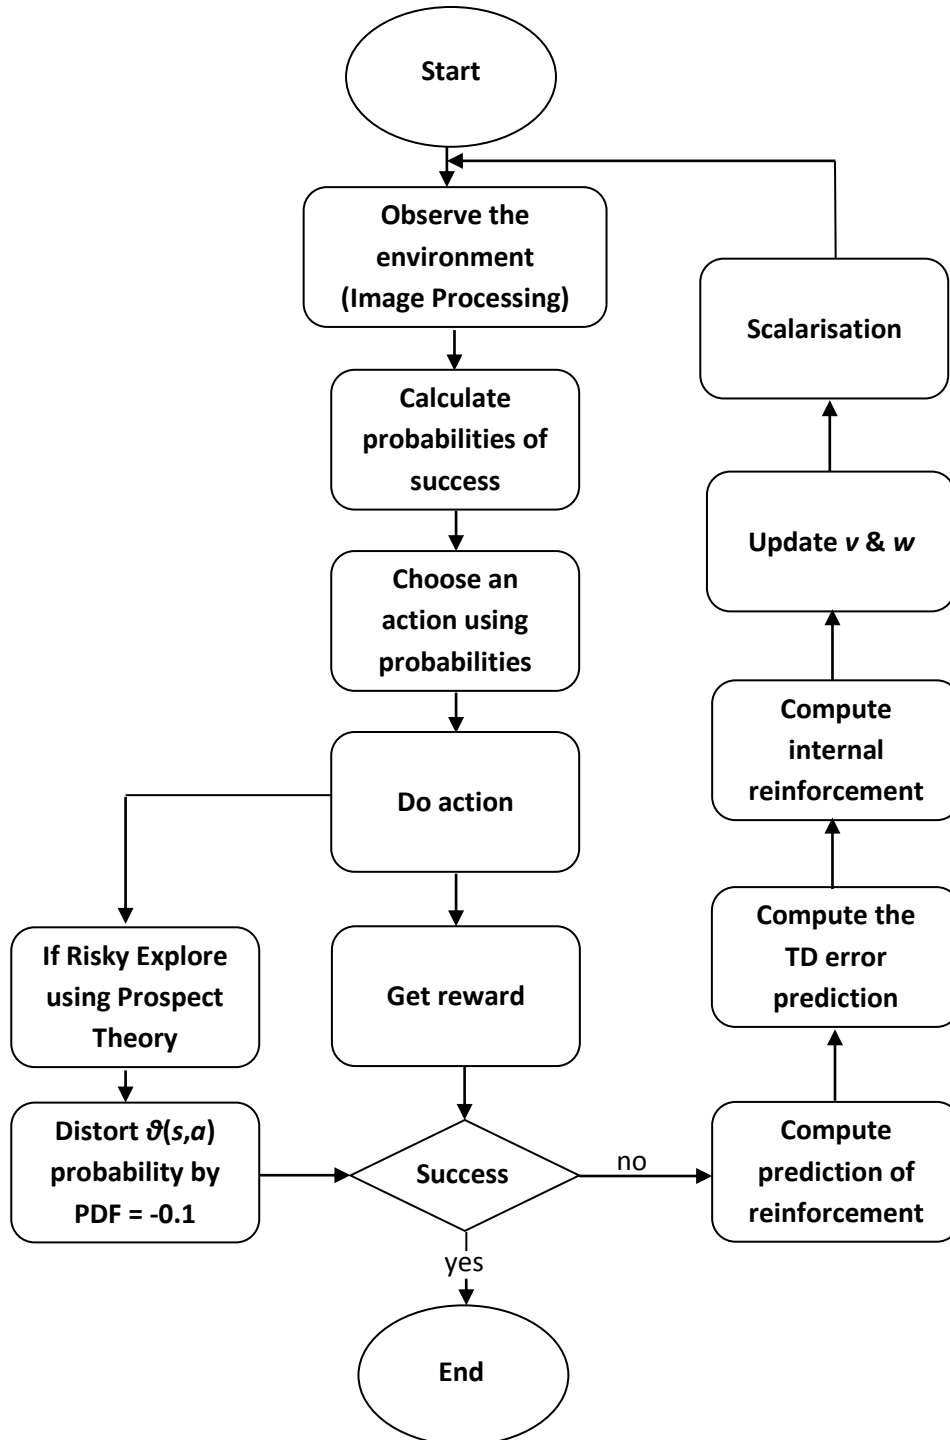 Start
Observe the
environment
(Image Processing)
Calculate
probabilities of
success
Choose an
action using
probabilities
Do action
If Risky Explore
using Prospect
Theory
Get reward
Distort ϑ(s,a)
probability by
PDF = -0.1
Success
no
yes
End
Compute
prediction of
reinforcement
Compute the
TD error
prediction
Compute
internal
reinforcement
Update v & w
Scalarisation